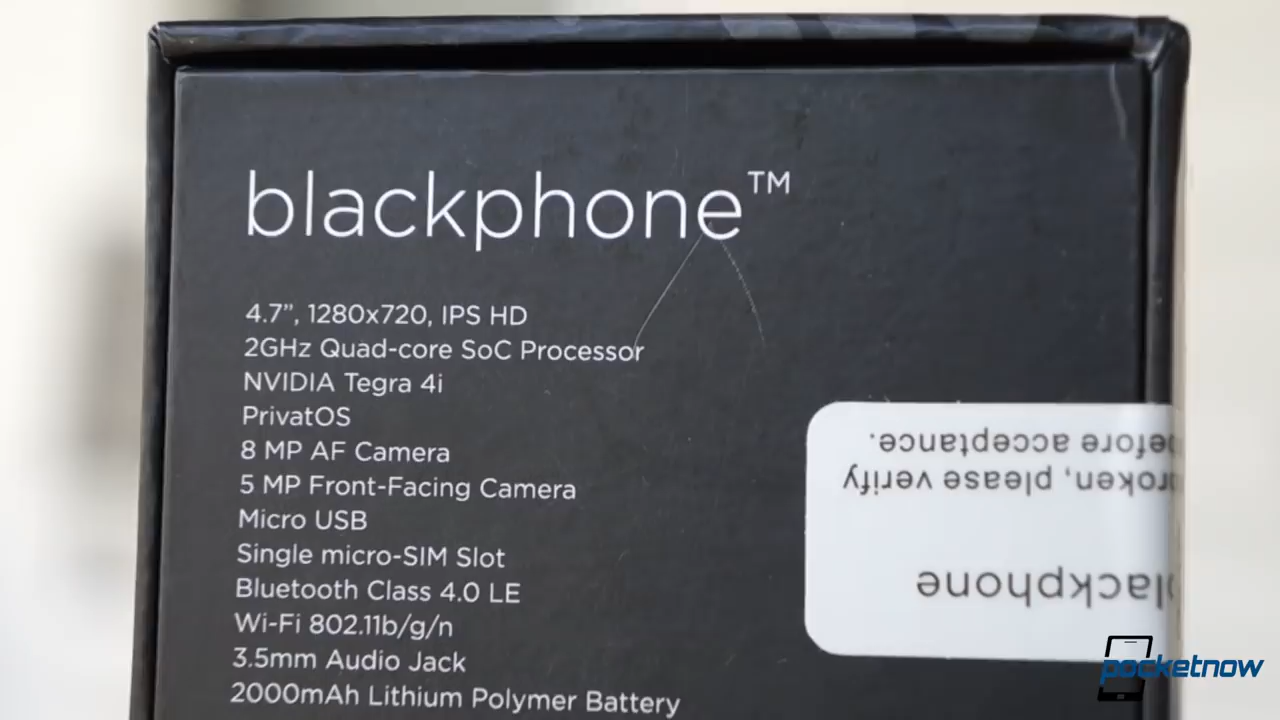 blackphone™
4.7”, 1280x720, IPS HD
2GHz Quad-core SoC Processor
NVIDIA Tegra 4i
PrivatOS
8 MP AF Camera
5 MP Front-Facing Camera
Micro USB
Single micro-SIM Slot
Bluetooth Class 4.0 LE
Wi-Fi 802.11b/g/n
3.5mm Audio Jack
2000mAh Lithium Polymer Battery
blackphone
please verify
before acceptance.
pocketnow